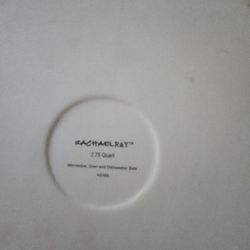 RACHAELRAY™
2.75 Quart
Microwave, Oven and Dishwasher Safe